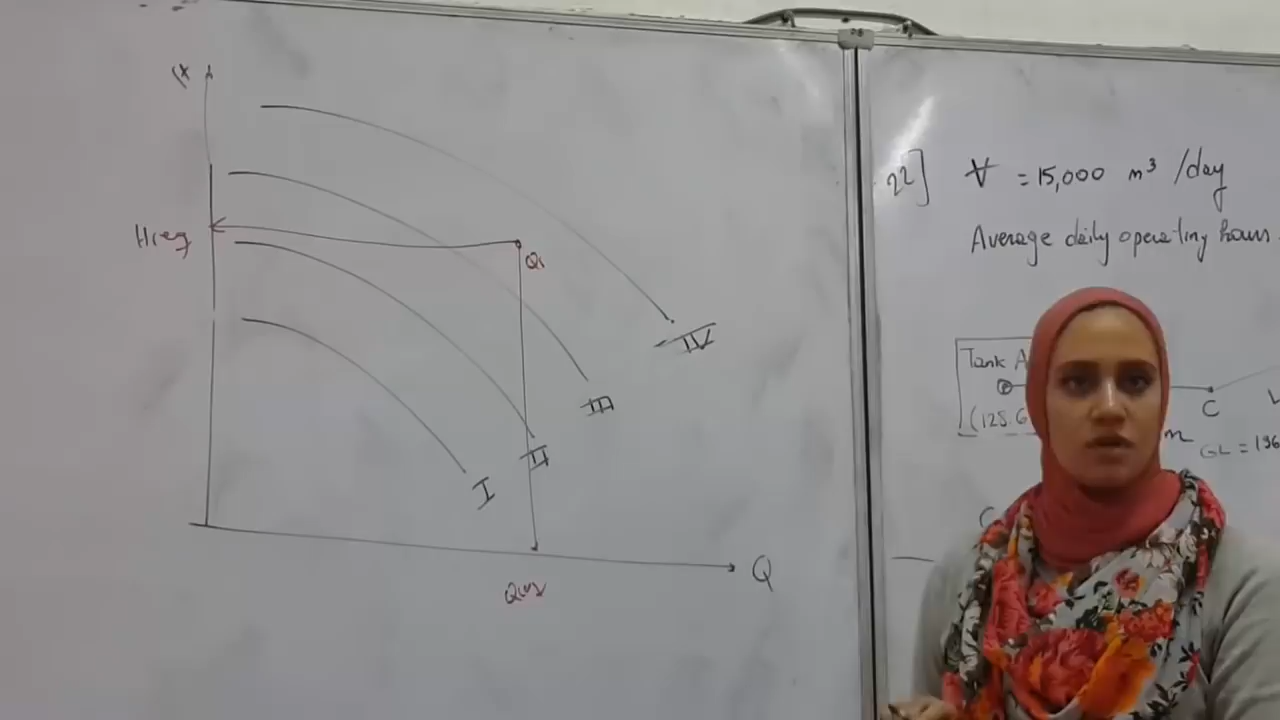 H
Hreq
Q1
I
II
III
IV
Qreq
Q
22] V = 15,000 m³ /day
Average daily operating hours
Tank A
(125.6
m
C
GL = 136